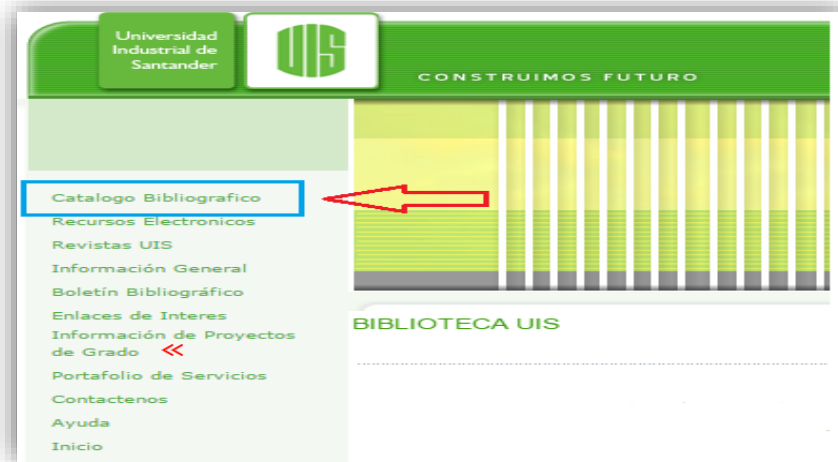 Universidad
Industrial de
Santander
UIS
CONSTRUIMOS FUTURO
Catalogo Bibliografico
Recursos Electronicos
Revistas UIS
Información General
Boletín Bibliográfico
Enlaces de Interes
Información de Proyectos
de Grado «
Portafolio de Servicios
Contactenos
Ayuda
Inicio
BIBLIOTECA UIS